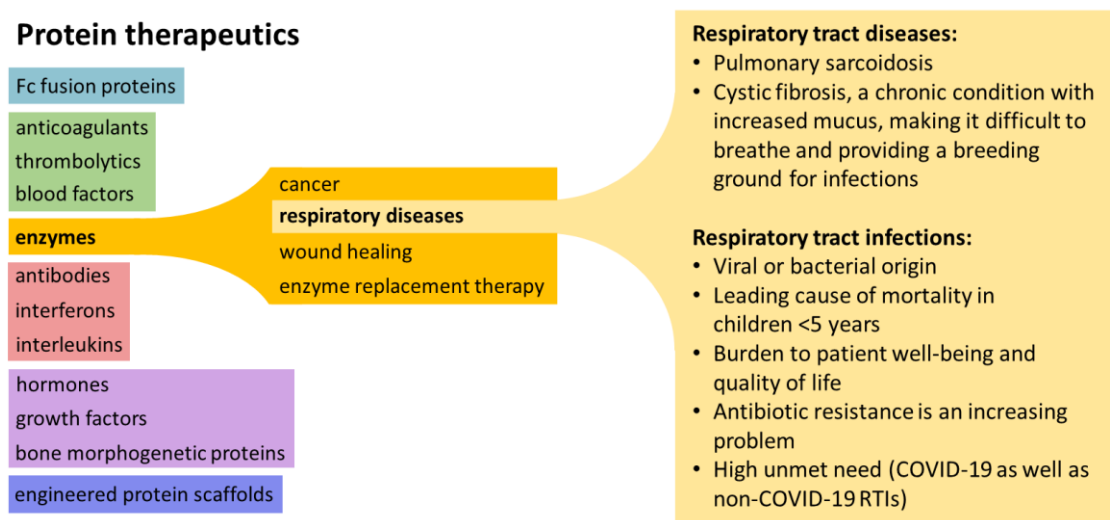 Protein therapeutics
Fc fusion proteins
anticoagulants
thrombolytics
blood factors
enzymes
antibodies
interferons
interleukins
hormones
growth factors
bone morphogenetic proteins
engineered protein scaffolds
cancer
respiratory diseases
wound healing
enzyme replacement therapy
Respiratory tract diseases:
• Pulmonary sarcoidosis
• Cystic fibrosis, a chronic condition with
increased mucus, making it difficult to
breathe and providing a breeding
ground for infections
Respiratory tract infections:
• Viral or bacterial origin
• Leading cause of mortality in
children <5 years
• Burden to patient well-being and
quality of life
• Antibiotic resistance is an increasing
problem
• High unmet need (COVID-19 as well as
non-COVID-19 RTIs)